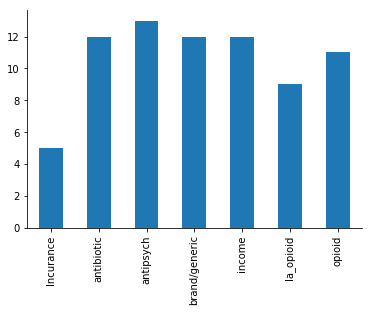 12
10
8
6
4
2
0
Incurance
antibiotic
antipsych
brand/generic
income
la_opioid
opioid